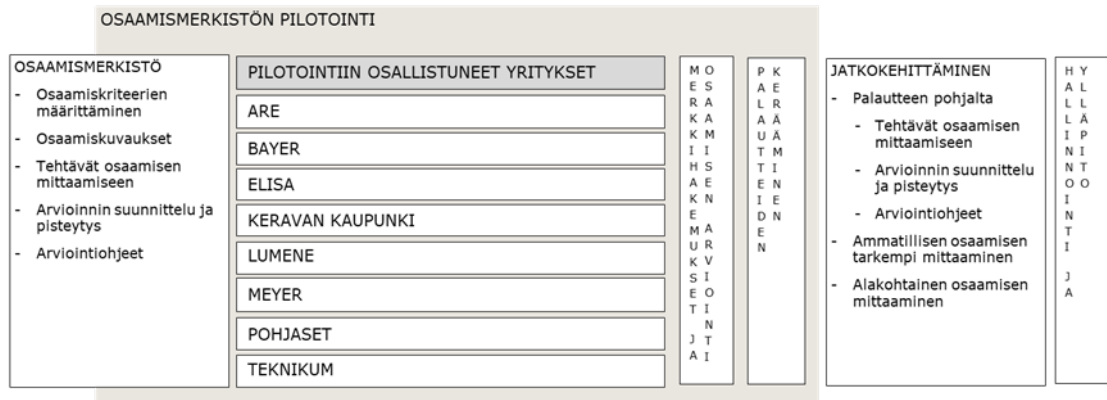 OSAAMISMERKISTÖN PILOTOINTI
OSAAMISMERKISTÖ
- Osaamiskriteerien
määrittäminen
- Osaamiskuvaukset
- Tehtävät osaamisen
mittaamiseen
- Arvioinnin suunnittelu ja
pisteytys
- Arviointiohjeet
PILOTOINTIIN OSALLISTUNEET YRITYKSET
ARE
BAYER
ELISA
KERAVAN KAUPUNKI
LUMENE
MEYER
POHJASET
TEKNIKUM
MERKKIHAKEMUKSET JA
OSAAMISEN ARVIOINTI
PALAUTTEIDEN
KERÄÄMINEN
JATKOKEHITTÄMINEN
- Palautteen pohjalta
- Tehtävät osaamisen
mittaamiseen
- Arvioinnin suunnittelu
ja pisteytys
- Arviointiohjeet
- Ammatillisen osaamisen
tarkempi mittaaminen
- Alakohtainen osaamisen
mittaaminen
HALLINNOINTI JA
YLLÄPITO